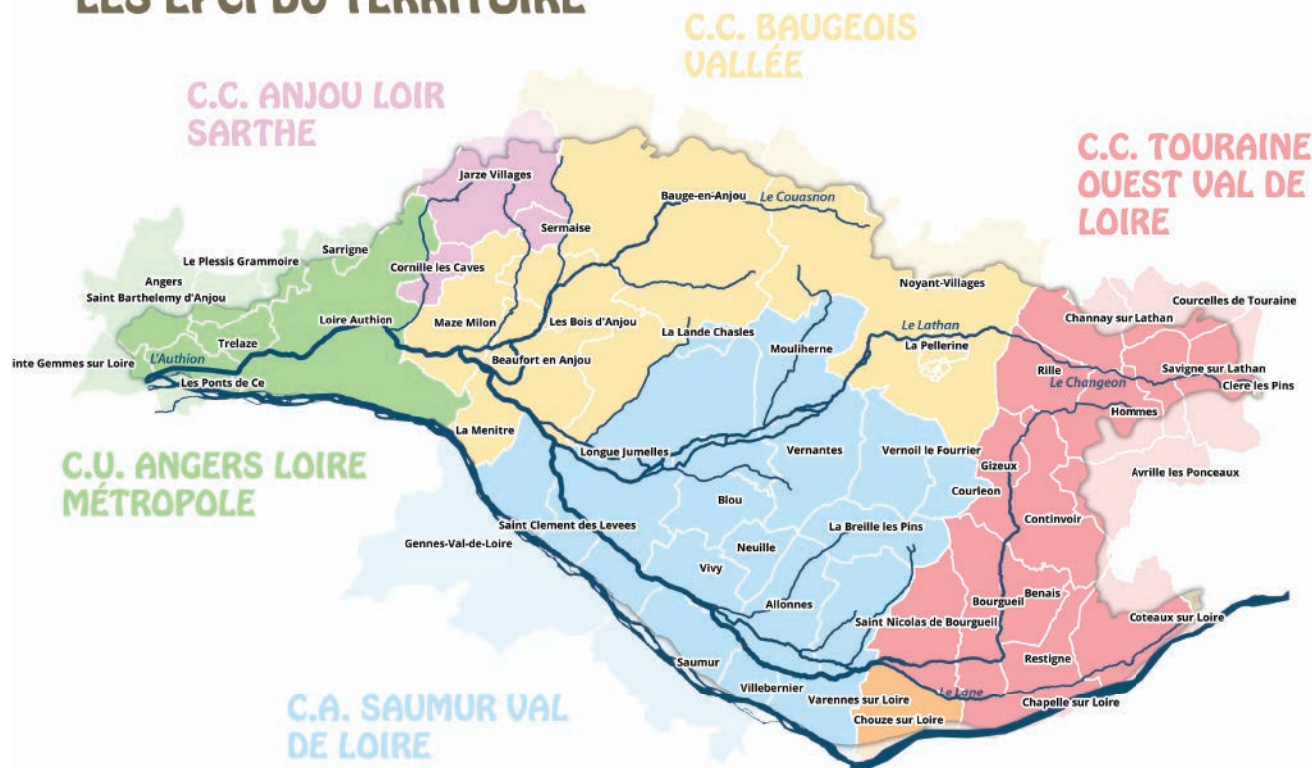 LES EPCI DU TERRITOIRE
C.C. BAUGEOIS
VALLÉE
C.C. ANJOU LOIR
SARTHE
C.C. TOURAINE
OUEST VAL DE
LOIRE
Jarze Villages
Bauge-en-Anjou
Le Couasnon
Sermaise
Sarrigne
Le Plessis Grammoire
Cornille les Caves
Angers
Saint Barthelemy d'Anjou
Noyant-Villages
Courcelles de Touraine
Channay sur Lathan
Loire Authion
Maze Milon
Les Bois d'Anjou
La Lande Chasles
Le Lathan
Trelaze
Mouliherne
La Pellerine
L'Authion
Beaufort en Anjou
inte Gemmes sur Loire
Rille
Savigne sur Lathan
Les Ponts de Ce
Le Changeon
Clere les Pins
Hommes
La Menitre
Longue Jumelles
Vernantes
Vernoil le Fourrier
C.U. ANGERS LOIRE
MÉTROPOLE
Gizeux
Avrille les Ponceaux
Courleon
Blou
Continvoir
Saint Clement des Levees
La Breille les Pins
Gennes-Val-de-Loire
Neuille
Vivy
Benais
Bourgueil
Allonnes
Coteaux sur Loire
Saint Nicolas de Bourgueil
Saumur
Restigne
Villebernier
Le Lane
Varennes sur Loire
Chapelle sur Loire
C.A. SAUMUR VAL
DE LOIRE
Chouze sur Loire